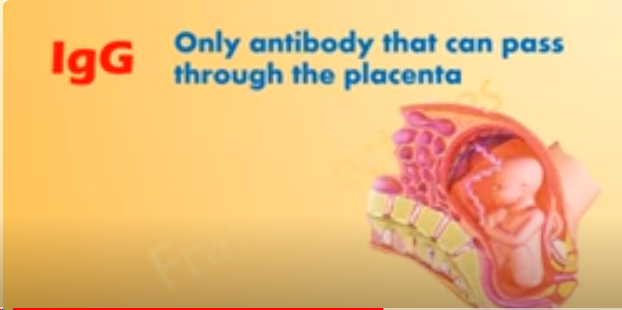 IgG
Only antibody that can pass
through the placenta